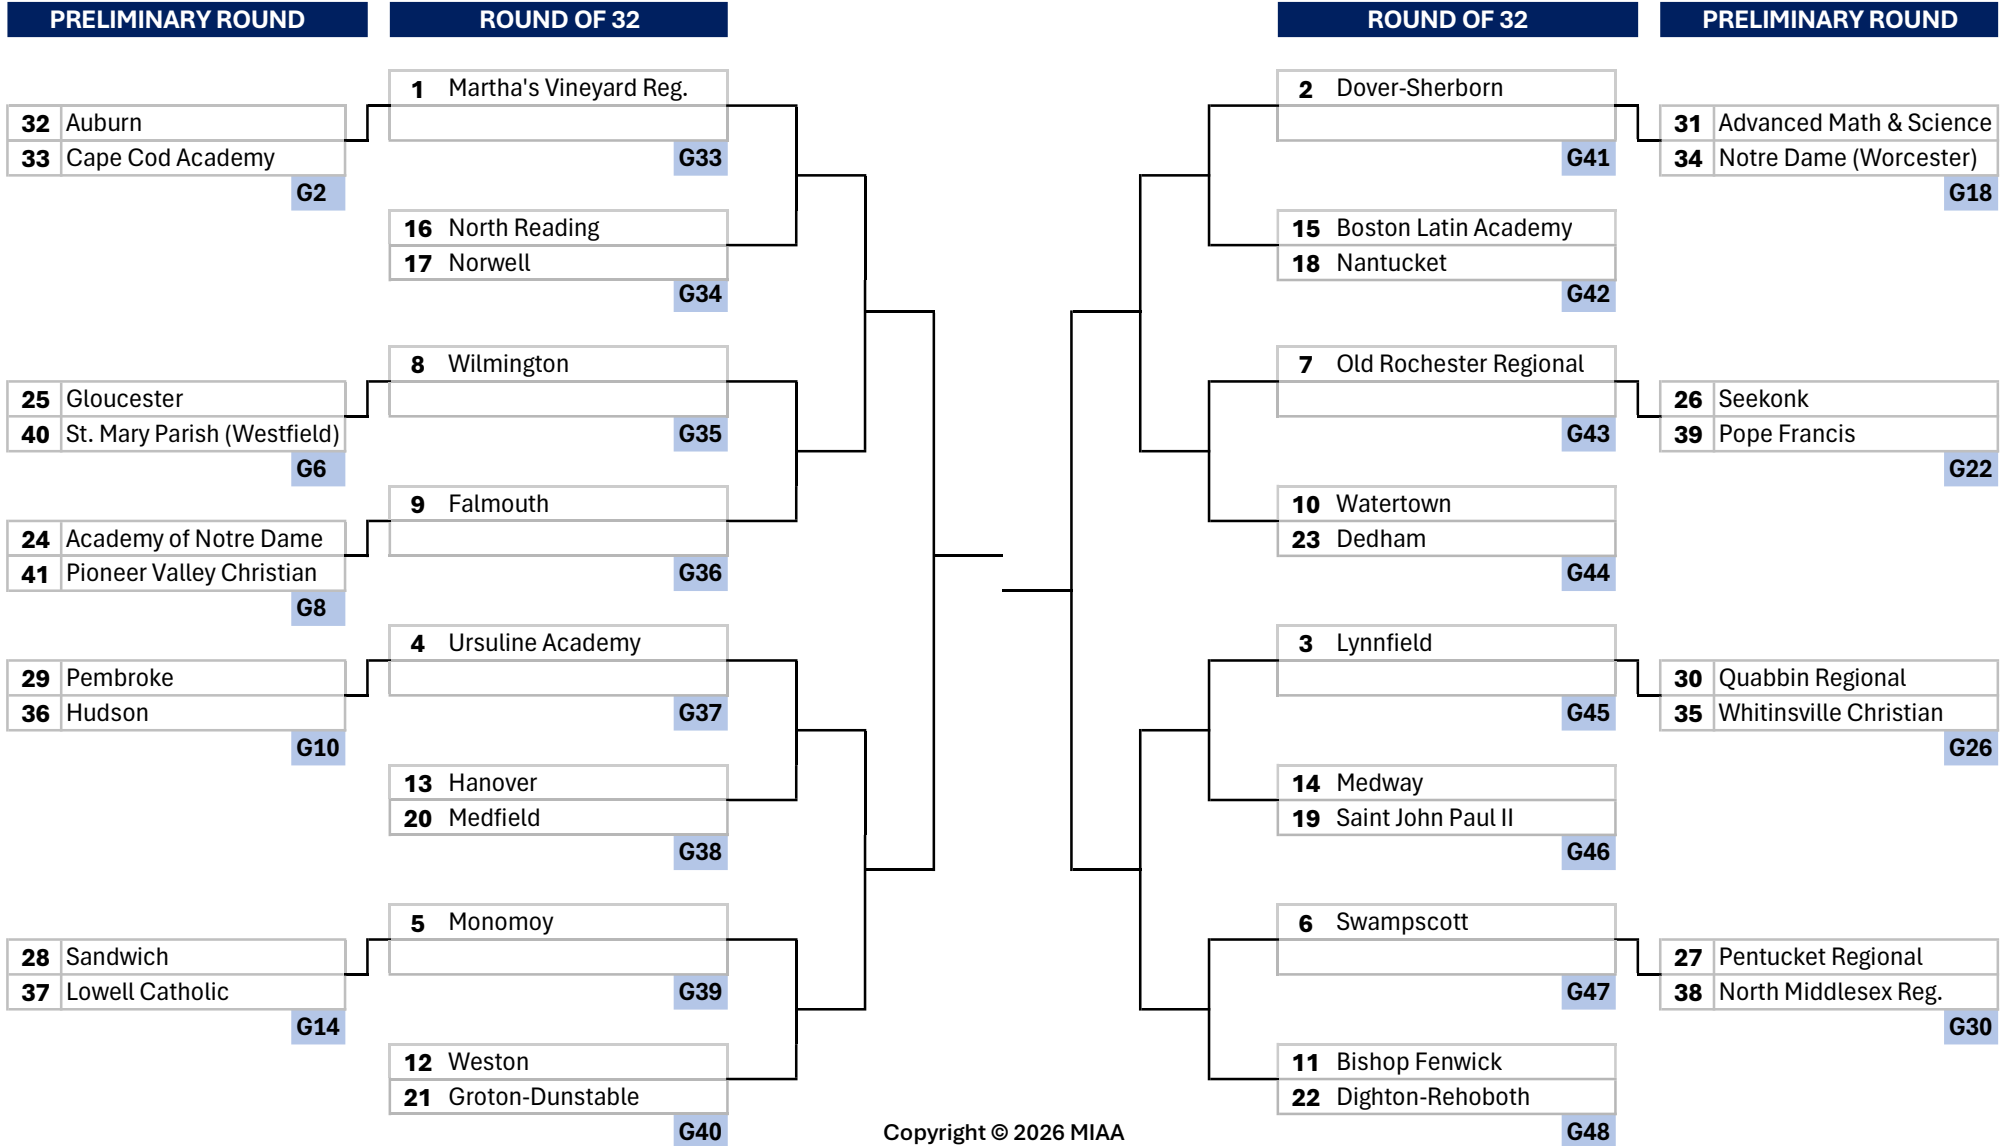 PRELIMINARY ROUND
ROUND OF 32
ROUND OF 32
PRELIMINARY ROUND
32 Auburn
33 Cape Cod Academy
G2
25 Gloucester
40 St. Mary Parish (Westfield)
G6
24 Academy of Notre Dame
41 Pioneer Valley Christian
G8
29 Pembroke
36 Hudson
G10
28 Sandwich
37 Lowell Catholic
G14
1 Martha's Vineyard Reg.
G33
16 North Reading
17 Norwell
G34
8 Wilmington
G35
9 Falmouth
G36
4 Ursuline Academy
G37
13 Hanover
20 Medfield
G38
5 Monomoy
G39
12 Weston
21 Groton-Dunstable
G40
2 Dover-Sherborn
G41
15 Boston Latin Academy
18 Nantucket
G42
7 Old Rochester Regional
G43
10 Watertown
23 Dedham
G44
3 Lynnfield
G45
14 Medway
19 Saint John Paul II
G46
6 Swampscott
G47
11 Bishop Fenwick
22 Dighton-Rehoboth
G48
31 Advanced Math & Science
34 Notre Dame (Worcester)
G18
26 Seekonk
39 Pope Francis
G22
30 Quabbin Regional
35 Whitinsville Christian
G26
27 Pentucket Regional
38 North Middlesex Reg.
G30
Copyright © 2026 MIAA